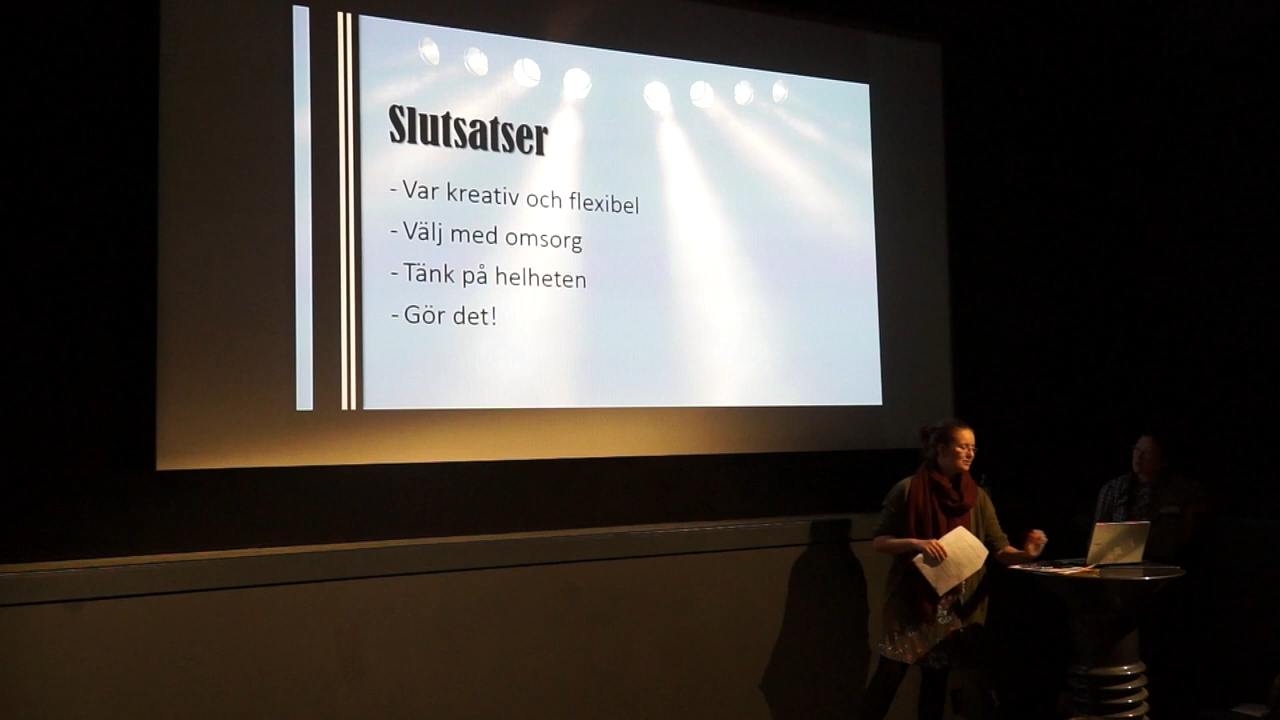 Slutsatser
- Var kreativ och flexibel
- Välj med omsorg
- Tänk på helheten
- Gör det!